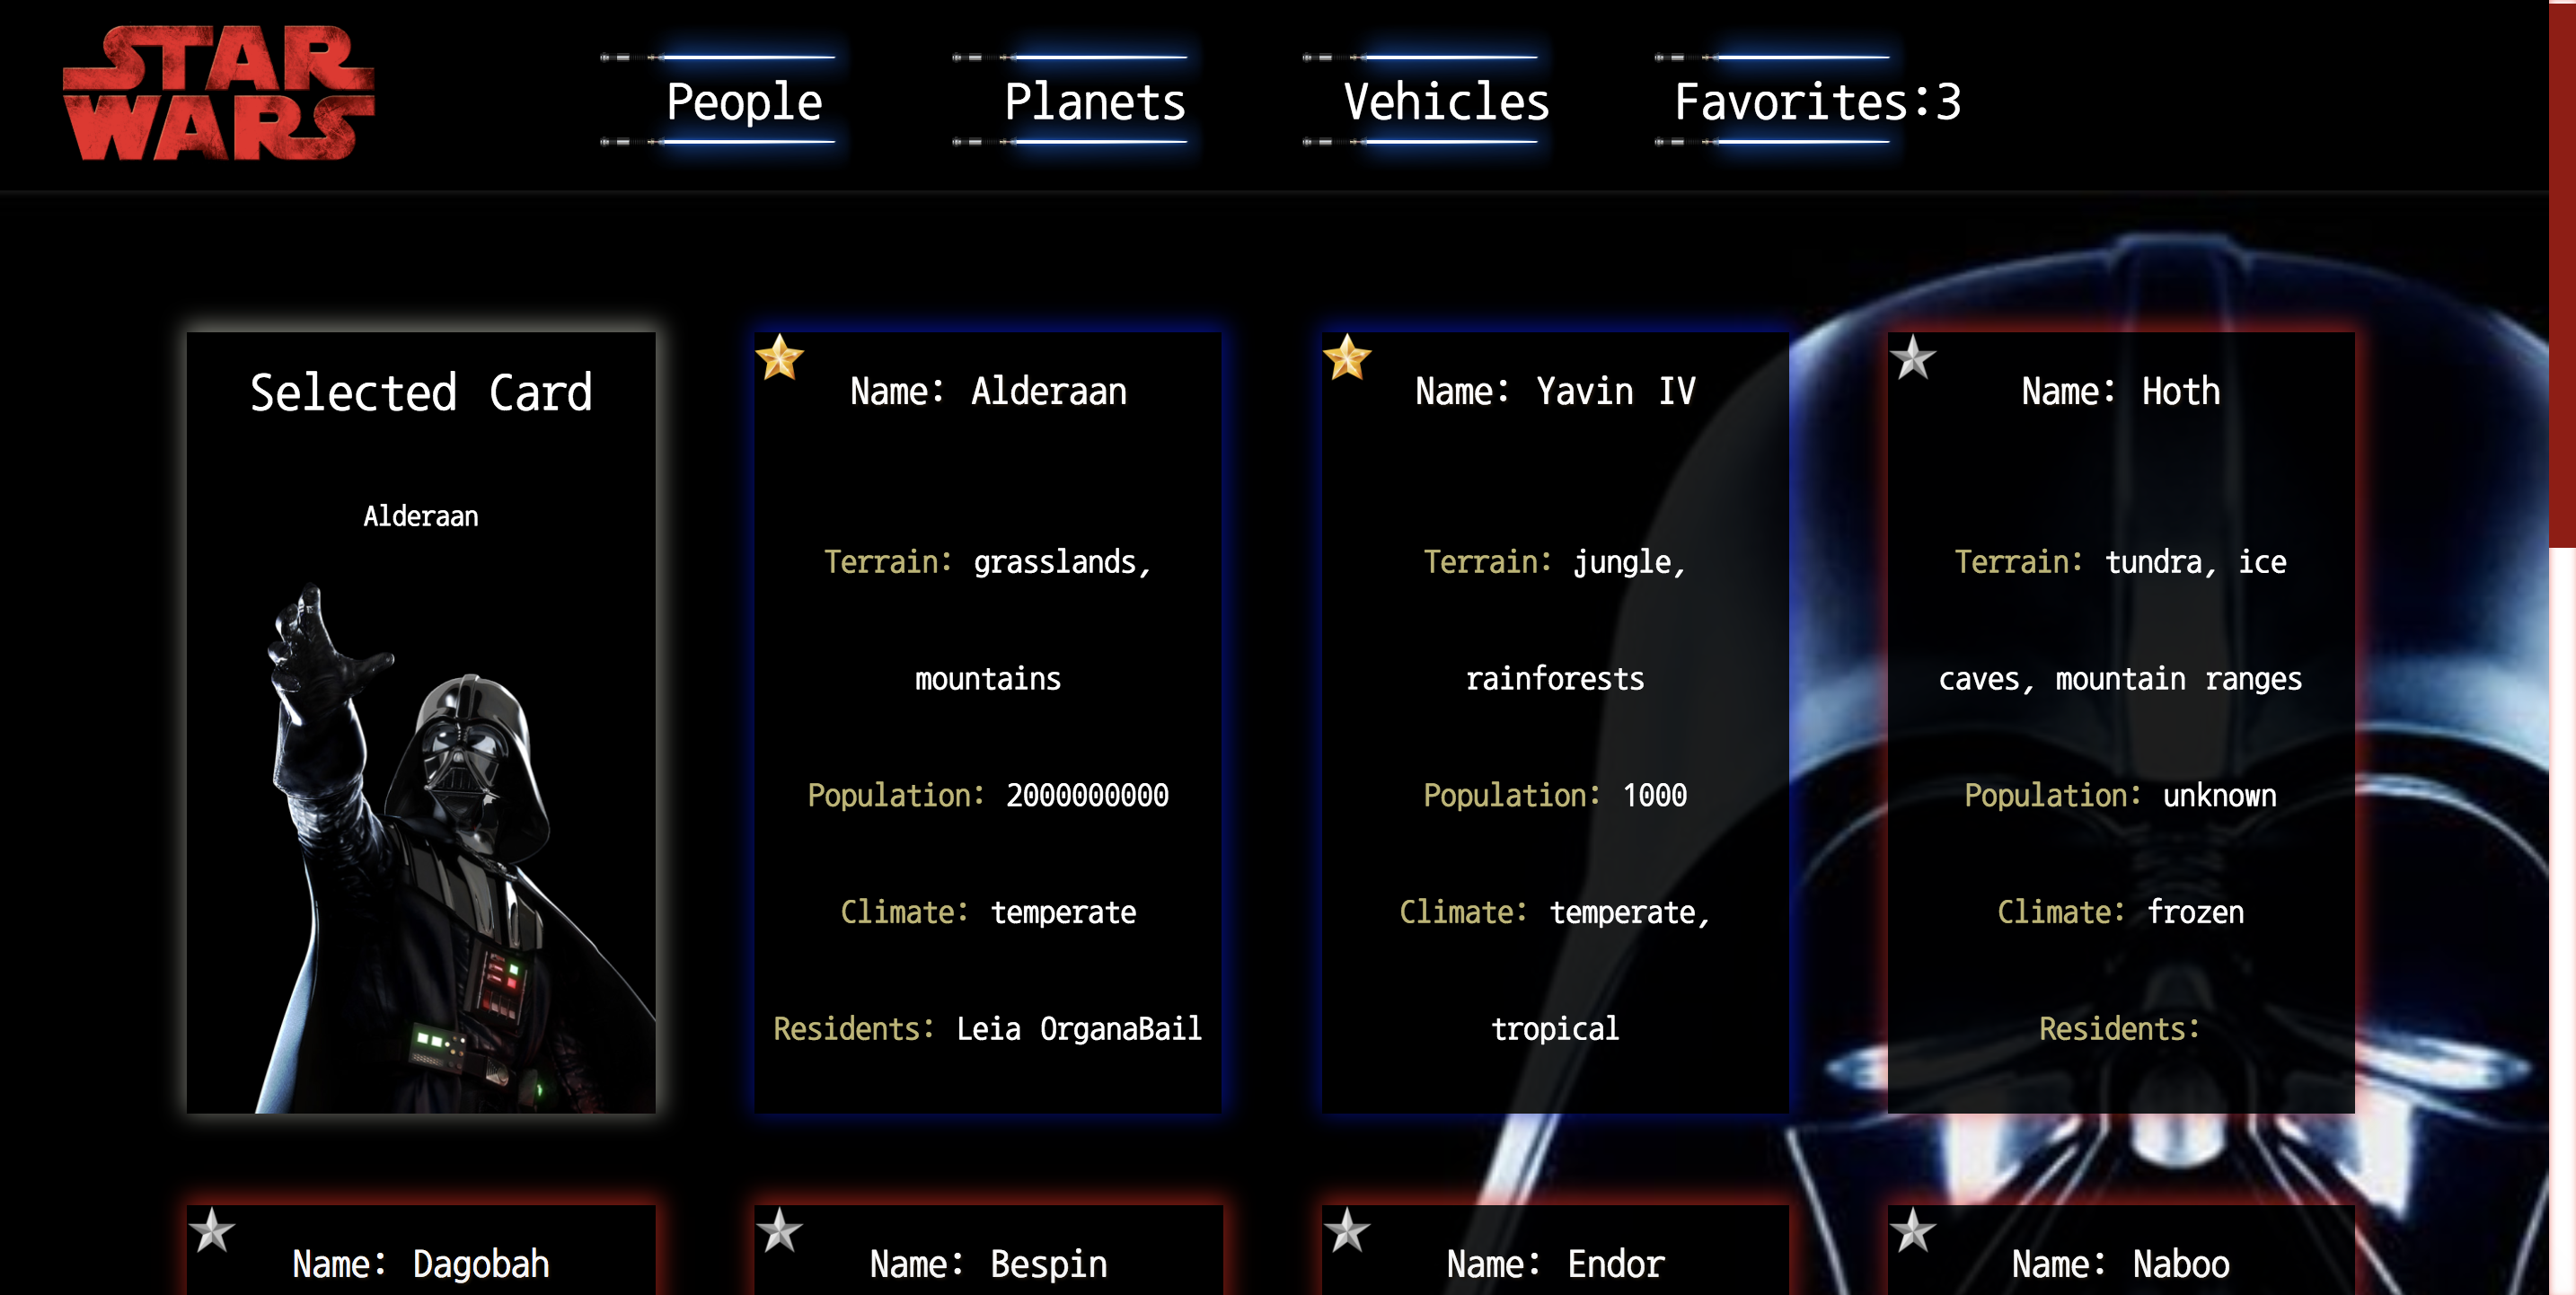 STAR
WARS
People
Planets
Vehicles
Favorites:3
Selected Card
Alderaan
Name: Alderaan
Terrain: grasslands,
mountains
Population: 2000000000
Climate: temperate
Residents: Leia OrganaBail
Name: Yavin IV
Terrain: jungle,
rainforests
Population: 1000
Climate: temperate,
tropical
Name: Hoth
Terrain: tundra, ice
caves, mountain ranges
Population: unknown
Climate: frozen
Residents:
Name: Dagobah
Name: Bespin
Name: Endor
Name: Naboo